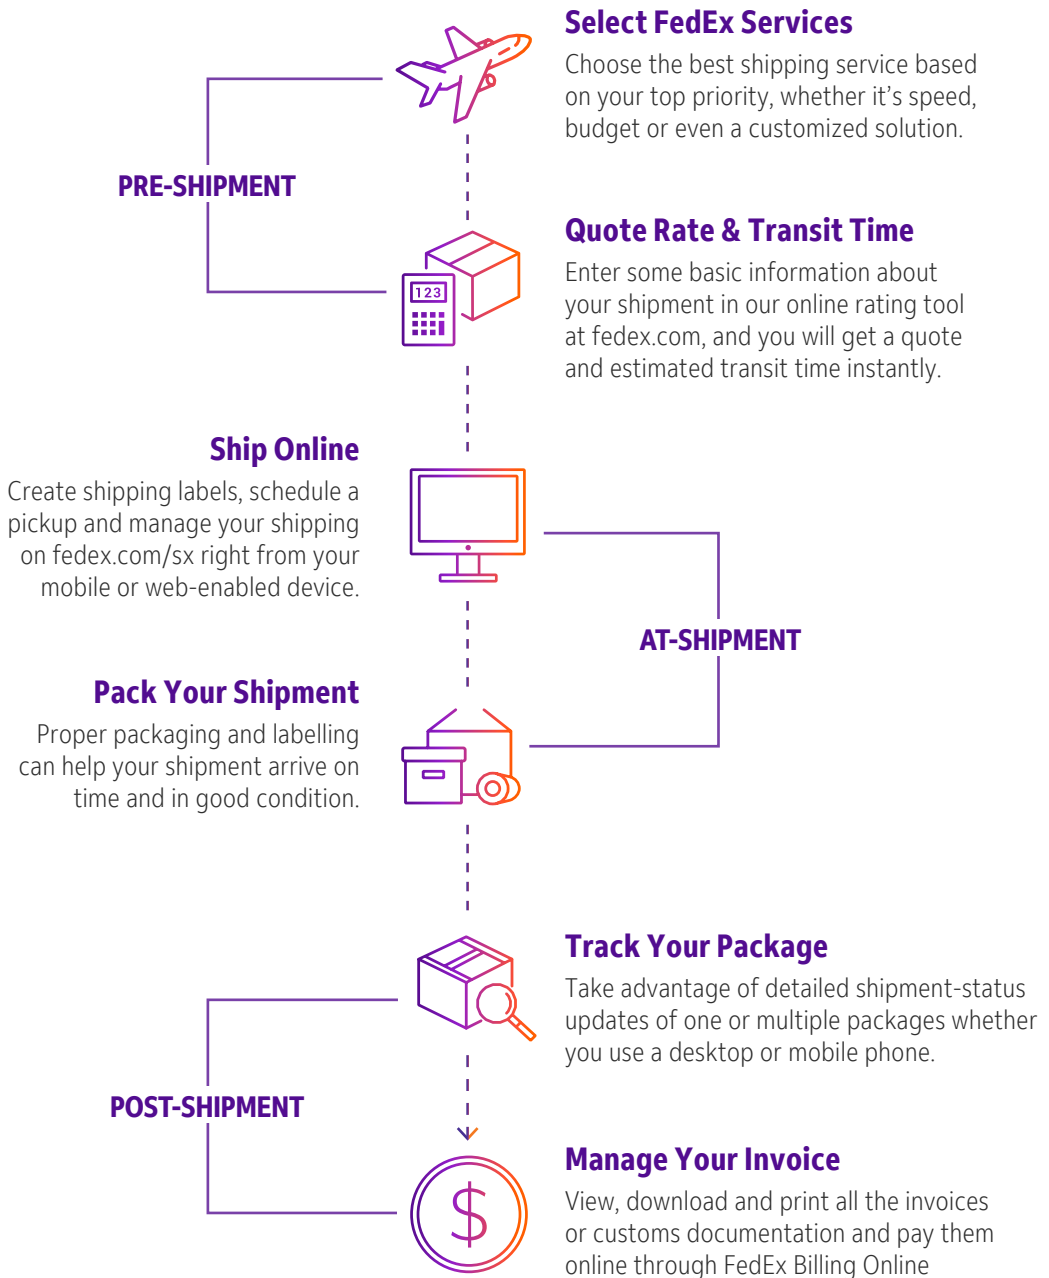 Select FedEx Services
Choose the best shipping service based
on your top priority, whether it’s speed,
budget or even a customized solution.
PRE-SHIPMENT
Quote Rate & Transit Time
Enter some basic information about
your shipment in our online rating tool
at fedex.com, and you will get a quote
and estimated transit time instantly.
123
Ship Online
Create shipping labels, schedule a
pickup and manage your shipping
on fedex.com/sx right from your
mobile or web-enabled device.
AT-SHIPMENT
Pack Your Shipment
Proper packaging and labelling
can help your shipment arrive on
time and in good condition.
Track Your Package
Take advantage of detailed shipment-status
updates of one or multiple packages whether
you use a desktop or mobile phone.
POST-SHIPMENT
Manage Your Invoice
View, download and print all the invoices
or customs documentation and pay them
online through FedEx Billing Online
$